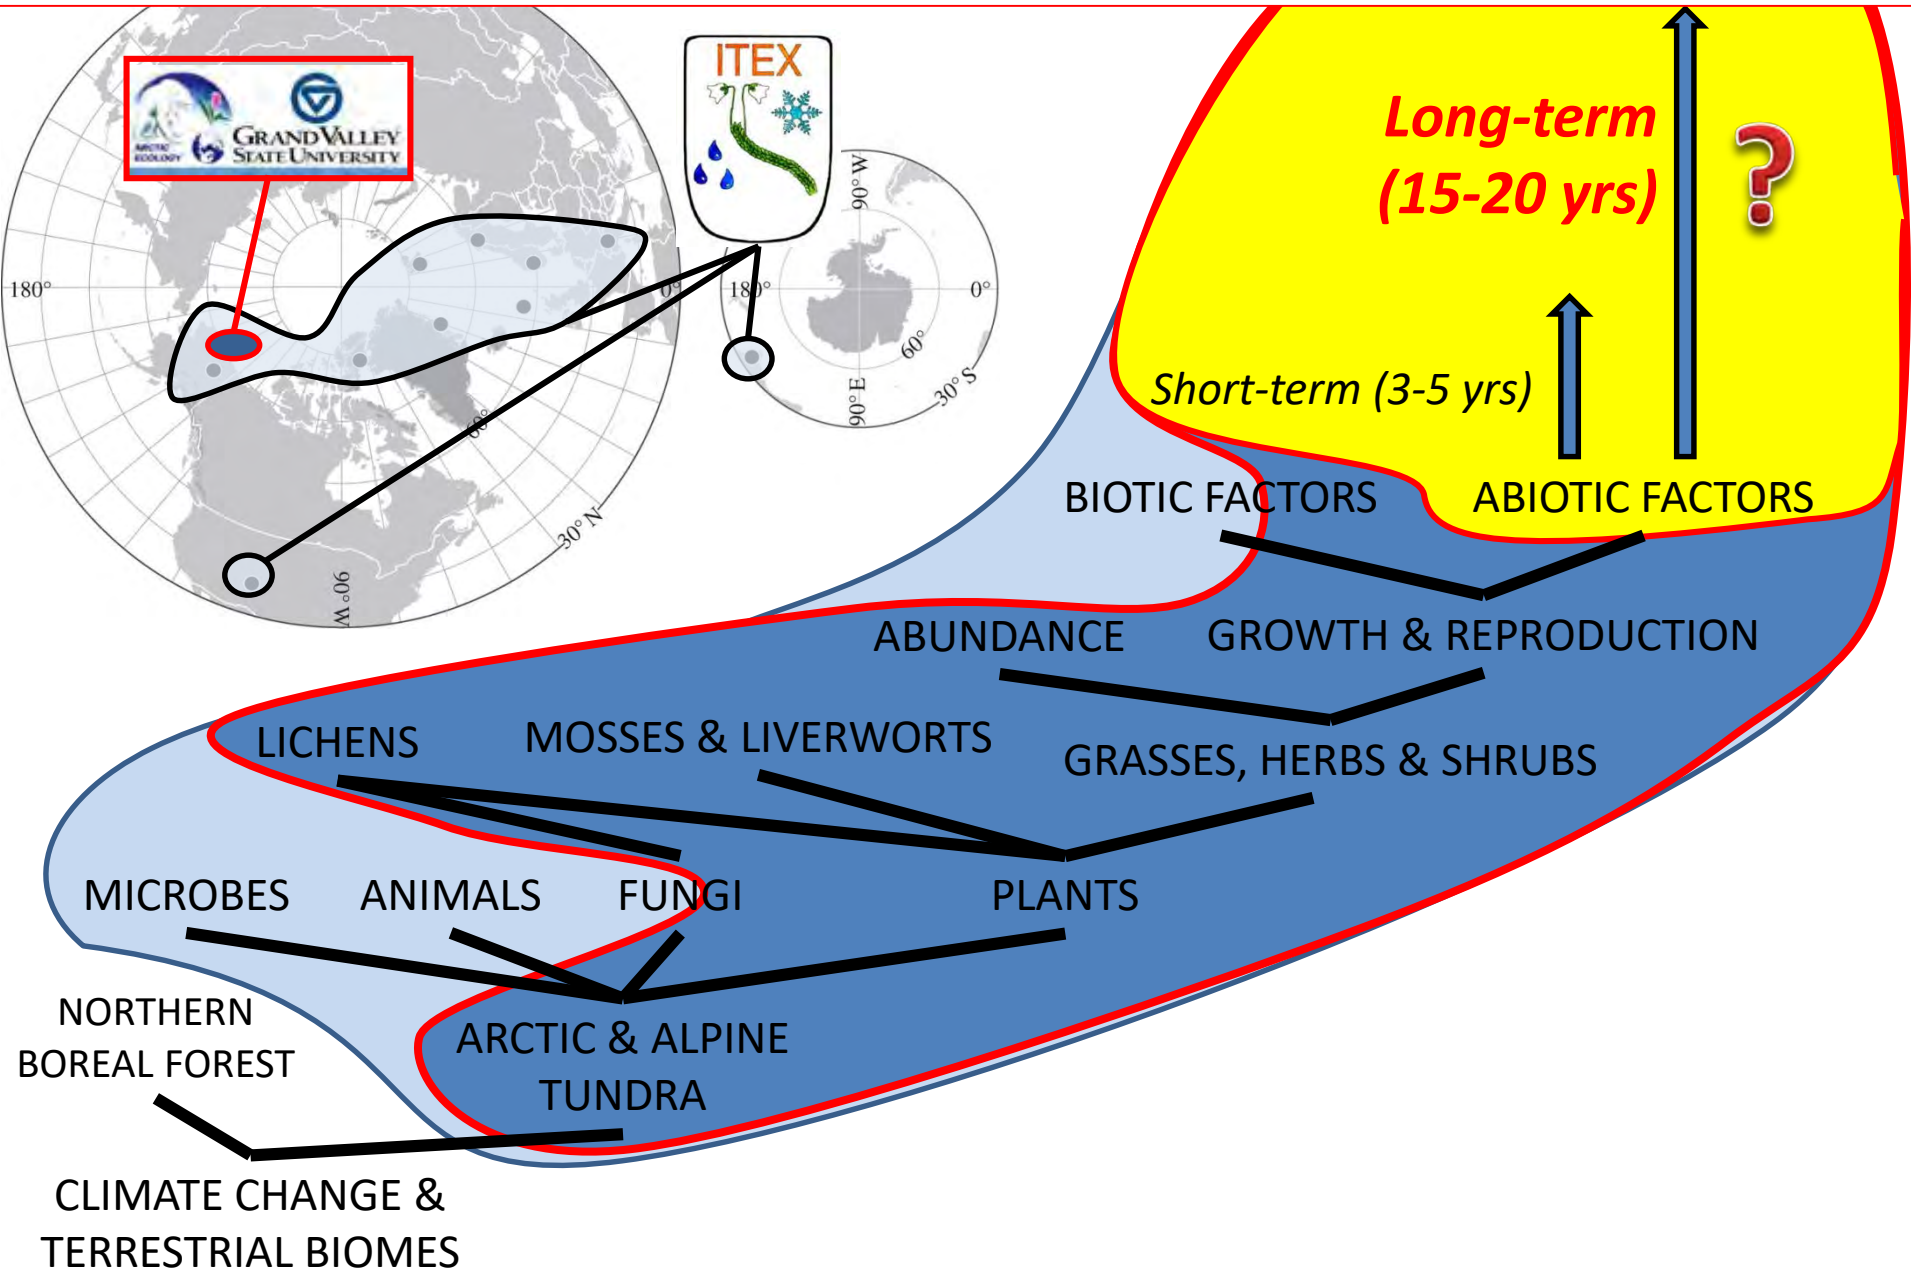 ARCTIC
ECOLOGY
GRAND VALLEY
STATE UNIVERSITY
ITEX
180°
0°
60°
30° N
90° W
90° W
180°
0°
60°
30° S
90° E
Long-term
(15-20 yrs)
?
Short-term (3-5 yrs)
BIOTIC FACTORS
ABIOTIC FACTORS
ABUNDANCE
GROWTH & REPRODUCTION
LICHENS
MOSSES & LIVERWORTS
GRASSES, HERBS & SHRUBS
MICROBES
ANIMALS
FUNGI
PLANTS
NORTHERN
BOREAL FOREST
ARCTIC & ALPINE
TUNDRA
CLIMATE CHANGE &
TERRESTRIAL BIOMES